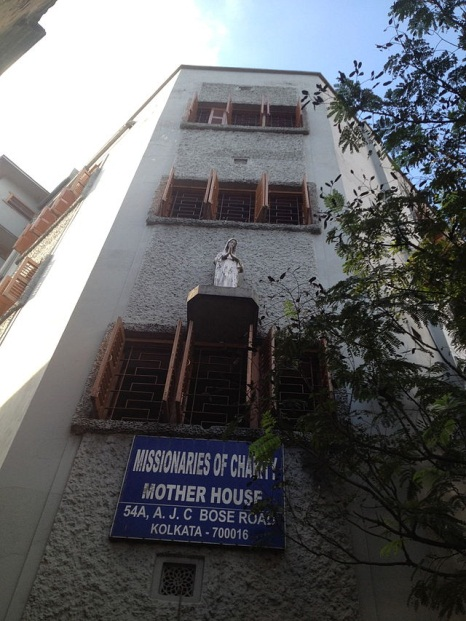 MISSIONARIES OF CHARITY
MOTHER HOUSE
54A, A. J. C BOSE ROAD
KOLKATA - 700016